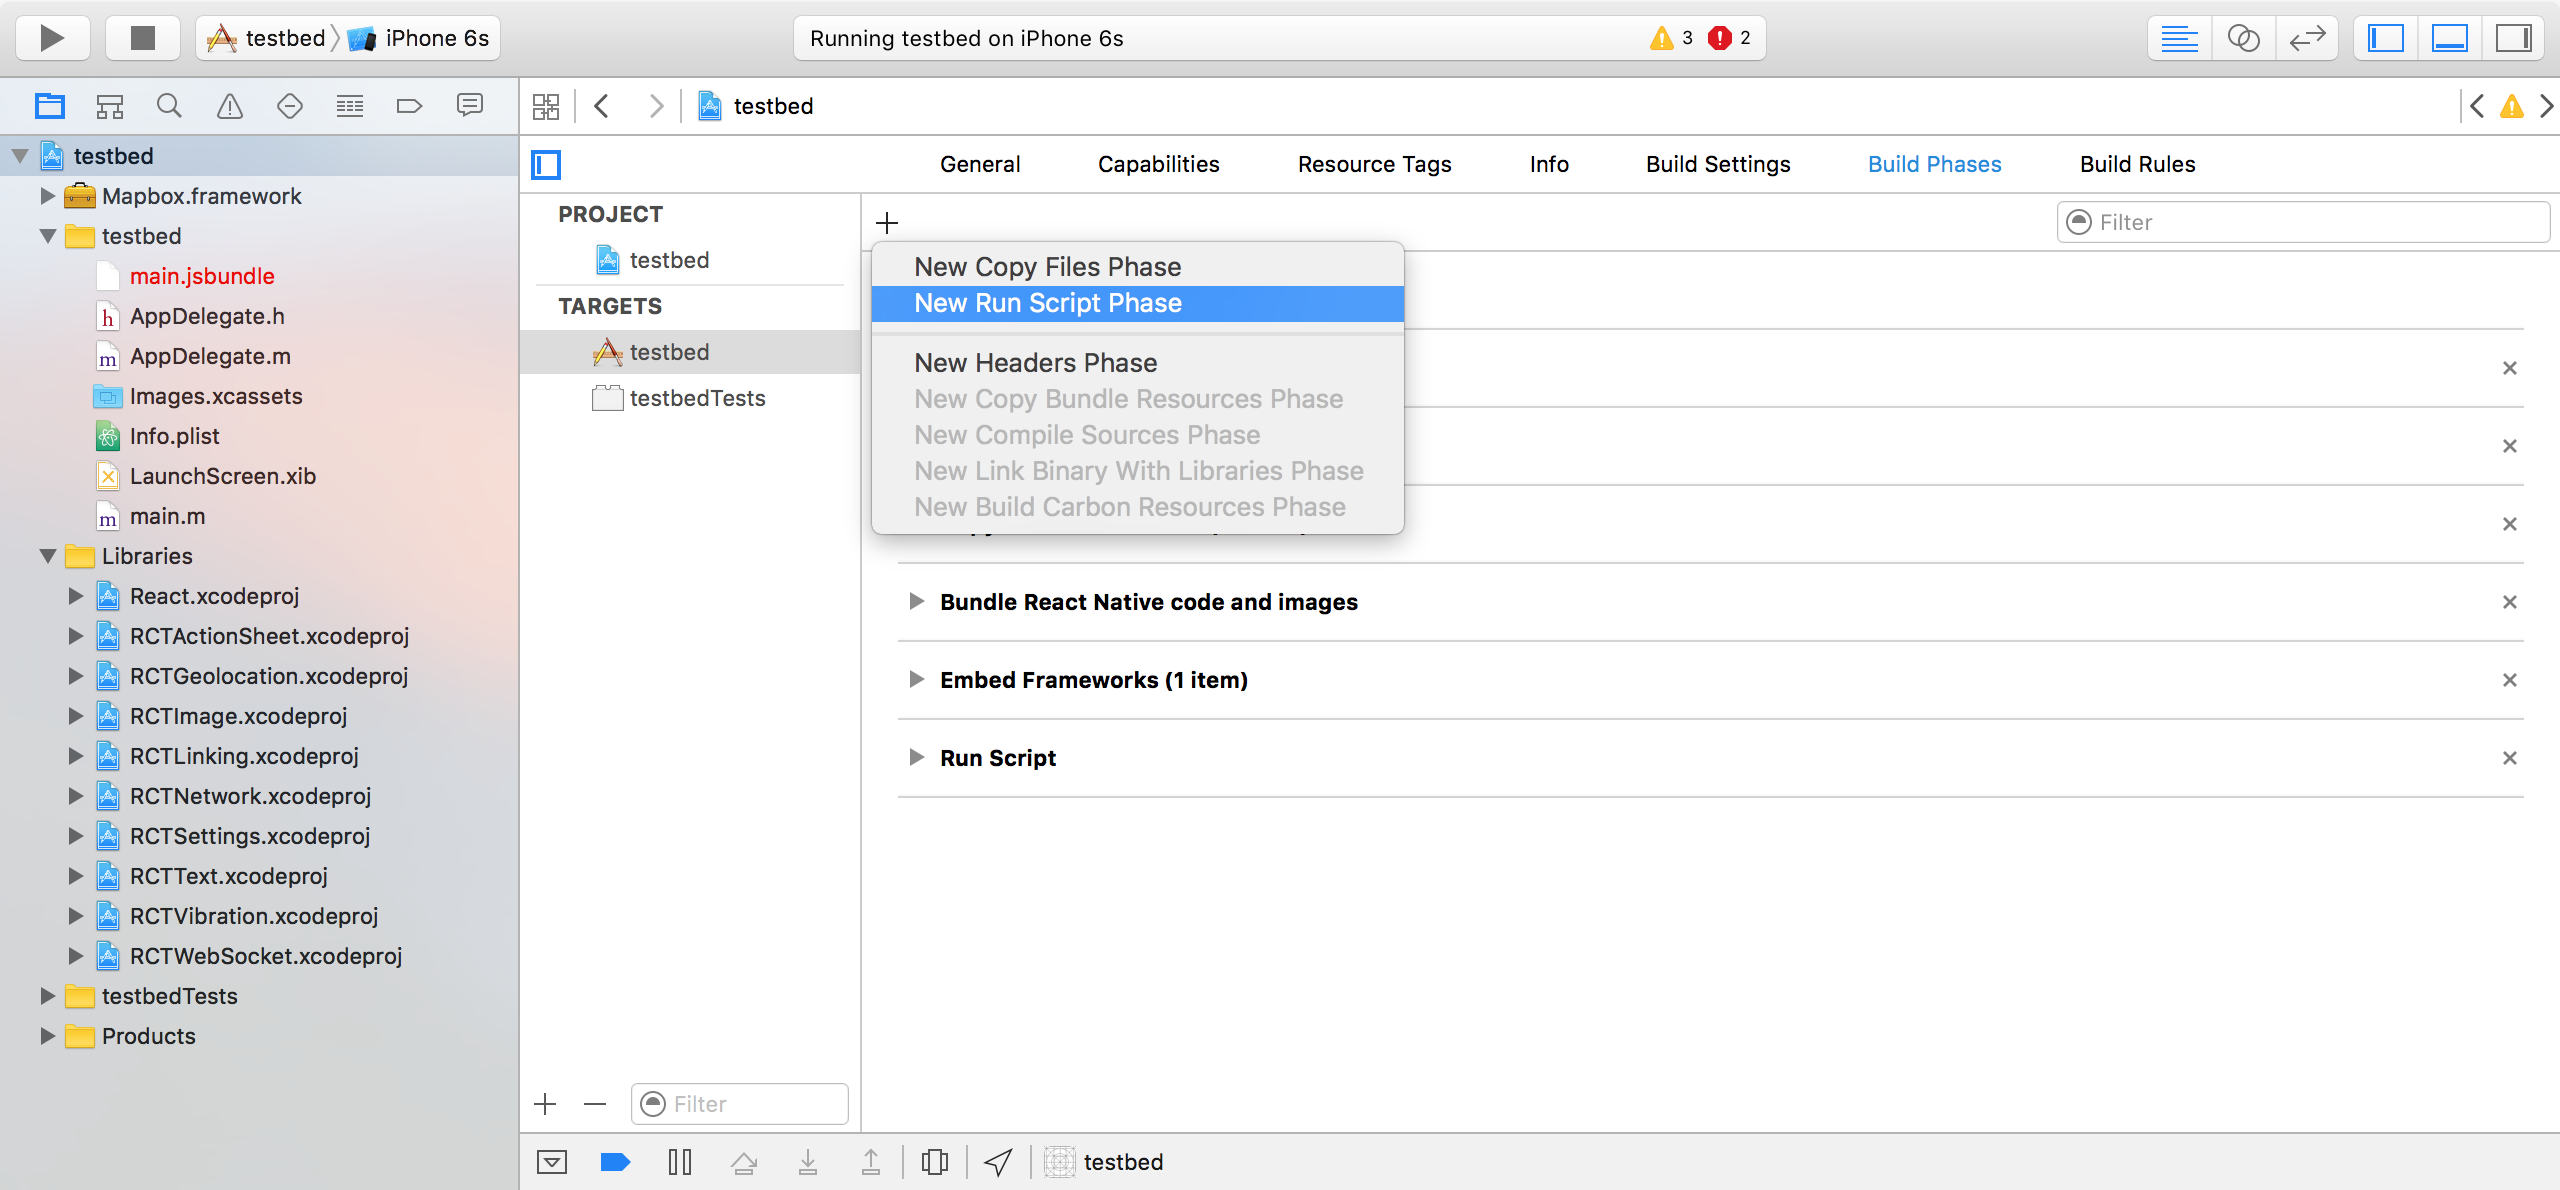 testbed iPhone 6s
Running testbed on iPhone 6s 3 2
testbed
General Capabilities Resource Tags Info Build Settings Build Phases Build Rules
testbed
Mapbox.framework
testbed
main.jsbundle
AppDelegate.h
AppDelegate.m
Images.xcassets
Info.plist
LaunchScreen.xib
main.m
Libraries
React.xcodeproj
RCTActionSheet.xcodeproj
RCTGeolocation.xcodeproj
RCTImage.xcodeproj
RCTLinking.xcodeproj
RCTNetwork.xcodeproj
RCTSettings.xcodeproj
RCTText.xcodeproj
RCTVibration.xcodeproj
RCTWebSocket.xcodeproj
testbedTests
Products
PROJECT
testbed
TARGETS
testbed
testbedTests
Filter
Filter
New Copy Files Phase
New Run Script Phase
New Headers Phase
New Copy Bundle Resources Phase
New Compile Sources Phase
New Link Binary With Libraries Phase
New Build Carbon Resources Phase
Bundle React Native code and images
Embed Frameworks (1 item)
Run Script
testbed